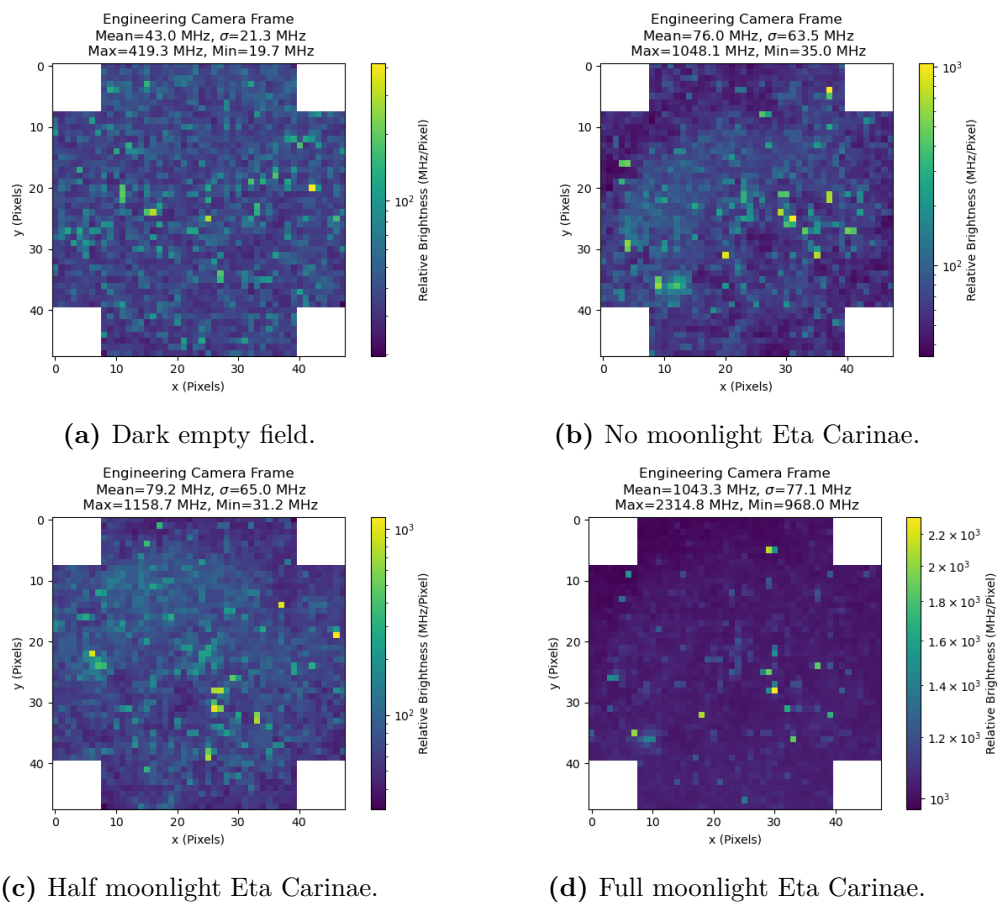 Engineering Camera Frame
Mean=43.0 MHz, σ=21.3 MHz
Max=419.3 MHz, Min=19.7 MHz
0
10
20
30
40
y (Pixels)
0 10 20 30 40
x (Pixels)
10²
Relative Brightness (MHz/Pixel)
(a) Dark empty field.
Engineering Camera Frame
Mean=76.0 MHz, σ=63.5 MHz
Max=1048.1 MHz, Min=35.0 MHz
0
10
20
30
40
y (Pixels)
0 10 20 30 40
x (Pixels)
10³
10²
Relative Brightness (MHz/Pixel)
(b) No moonlight Eta Carinae.
Engineering Camera Frame
Mean=79.2 MHz, σ=65.0 MHz
Max=1158.7 MHz, Min=31.2 MHz
0
10
20
30
40
y (Pixels)
0 10 20 30 40
x (Pixels)
10³
10²
Relative Brightness (MHz/Pixel)
(c) Half moonlight Eta Carinae.
Engineering Camera Frame
Mean=1043.3 MHz, σ=77.1 MHz
Max=2314.8 MHz, Min=968.0 MHz
0
10
20
30
40
y (Pixels)
0 10 20 30 40
x (Pixels)
2.2 × 10³
2 × 10³
1.8 × 10³
1.6 × 10³
1.4 × 10³
1.2 × 10³
10³
Relative Brightness (MHz/Pixel)
(d) Full moonlight Eta Carinae.